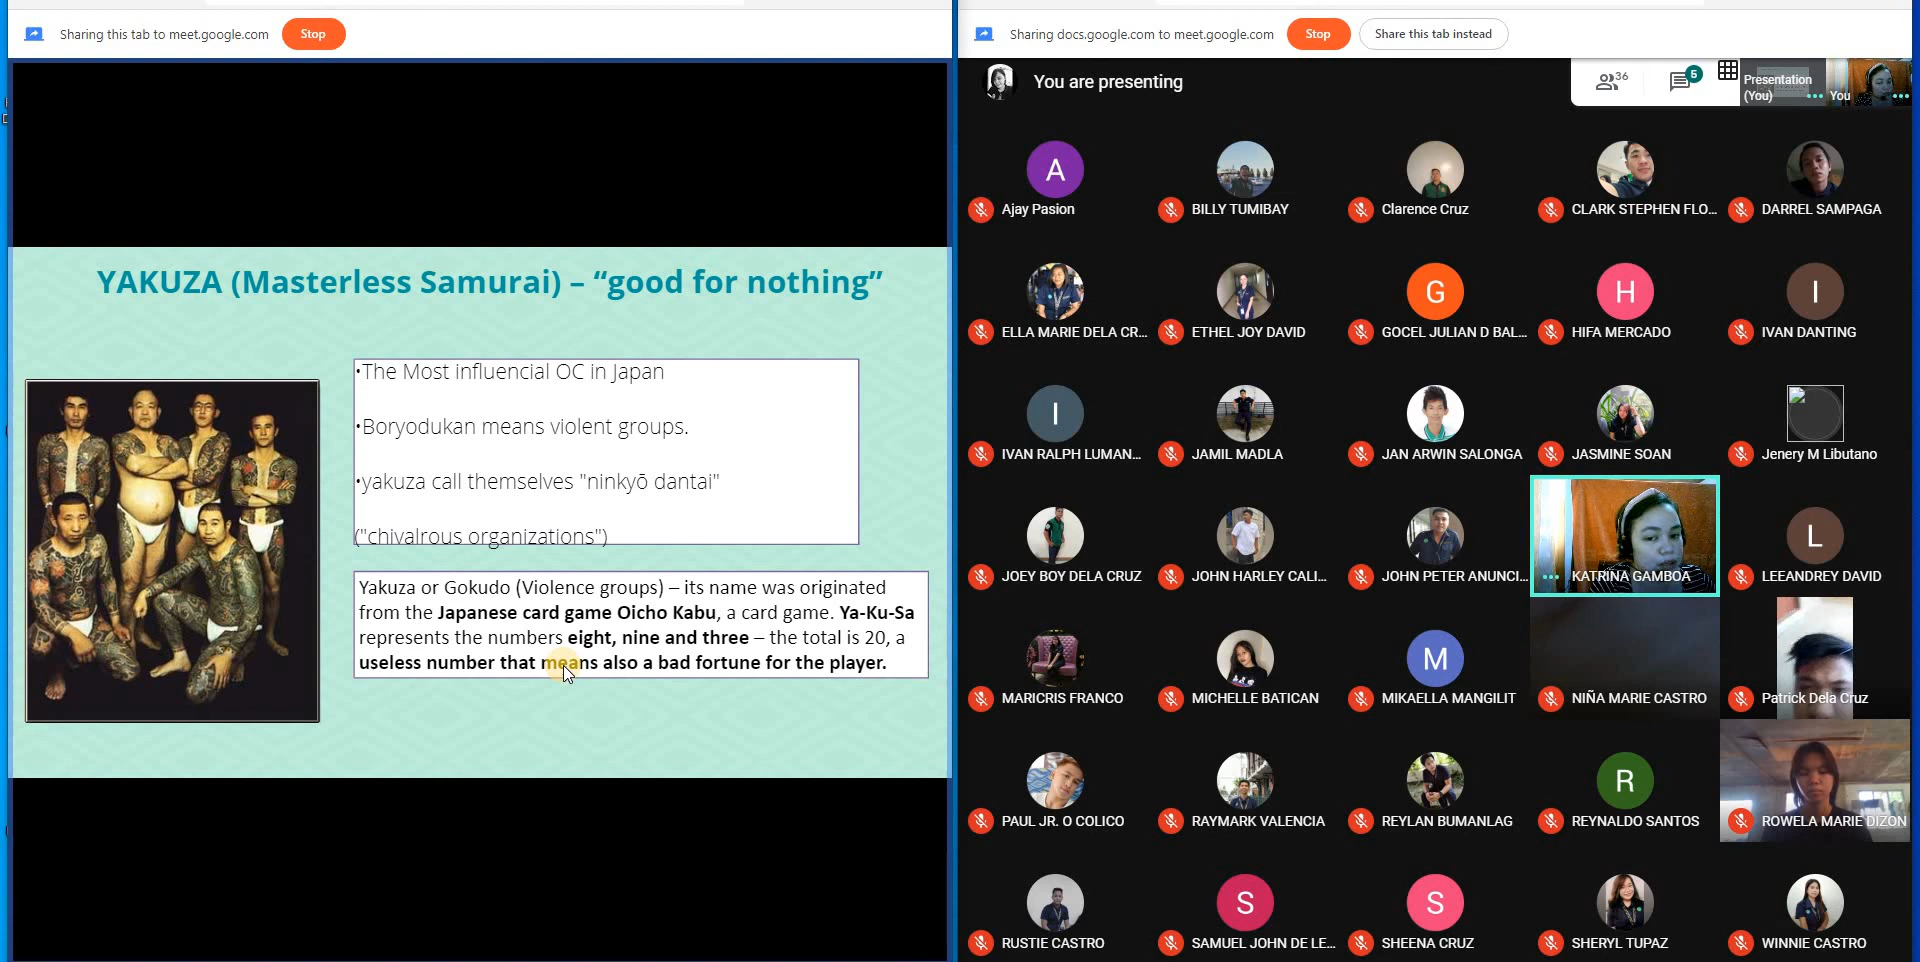 Sharing this tab to meet.google.com
Stop
YAKUZA (Masterless Samurai) – “good for nothing”
•The Most influential OC in Japan
•Boryodukan means violent groups.
•yakuza call themselves "ninkyō dantai"
("chivalrous organizations")
Yakuza or Gokudo (Violence groups) – its name was originated
from the Japanese card game Oicho Kabu, a card game. Ya-Ku-Sa
represents the numbers eight, nine and three – the total is 20, a
useless number that means also a bad fortune for the player.
Sharing docs.google.com to meet.google.com
Stop
Share this tab instead
You are presenting
36
5
Presentation
(You)
You
Ajay Pasion
BILLY TUMIBAY
Clarence Cruz
CLARK STEPHEN FLO...
DARREL SAMPAGA
A
ELLA MARIE DELA CR...
ETHEL JOY DAVID
GOCEL JULIAN D BAL...
HIFA MERCADO
IVAN DANTING
G
H
I
IVAN RALPH LUMAN...
JAMIL MADLA
JAN ARWIN SALONGA
JASMINE SOAN
Jenery M Libutano
I
JOEY BOY DELA CRUZ
JOHN HARLEY CALI...
JOHN PETER ANUNCI...
KATRINA GAMBOA
LEEANDREY DAVID
L
MARICRIS FRANCO
MICHELLE BATICAN
MIKAELLA MANGILIT
NIÑA MARIE CASTRO
Patrick Dela Cruz
M
PAUL JR. O COLICO
RAYMARK VALENCIA
REYLAN BUMANLAG
REYNALDO SANTOS
ROWELA MARIE DIZON
R
RUSTIE CASTRO
SAMUEL JOHN DE LE...
SHEENA CRUZ
SHERYL TUPAZ
WINNIE CASTRO
S
S